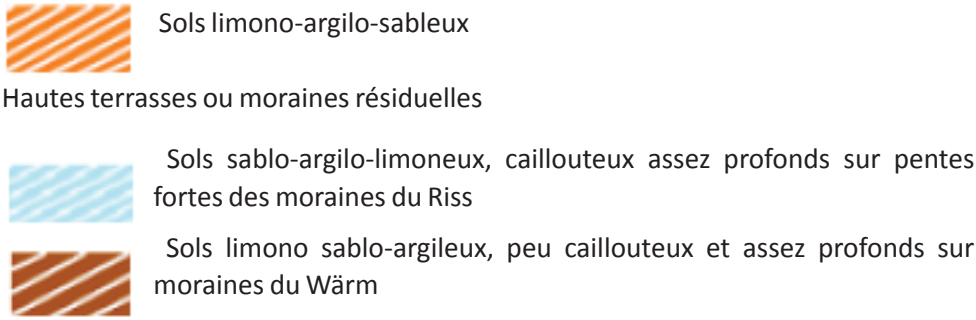 Sols limono-argilo-sableux
Hautes terrasses ou moraines résiduelles
Sols sablo-argilo-limoneux, caillouteux assez profonds sur pentes
fortes des moraines du Riss
Sols limono sablo-argileux, peu caillouteux et assez profonds sur
moraines du Wärm